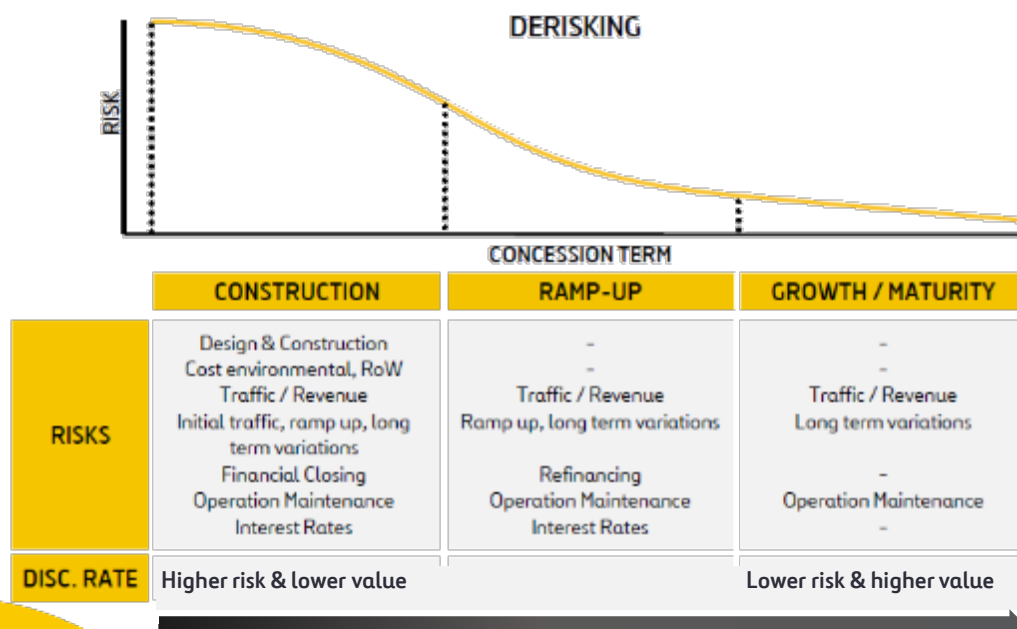 DERISKING
RISK
CONCESSION TERM
CONSTRUCTION
RAMP-UP
GROWTH / MATURITY
RISKS
Design & Construction
Cost environmental, RoW
Traffic / Revenue
Initial traffic, ramp up, long
term variations
Financial Closing
Operation Maintenance
Interest Rates
-
-
Traffic / Revenue
Ramp up, long term variations
Refinancing
Operation Maintenance
Interest Rates
-
-
Traffic / Revenue
Long term variations
-
Operation Maintenance
-
DISC. RATE
Higher risk & lower value
Lower risk & higher value